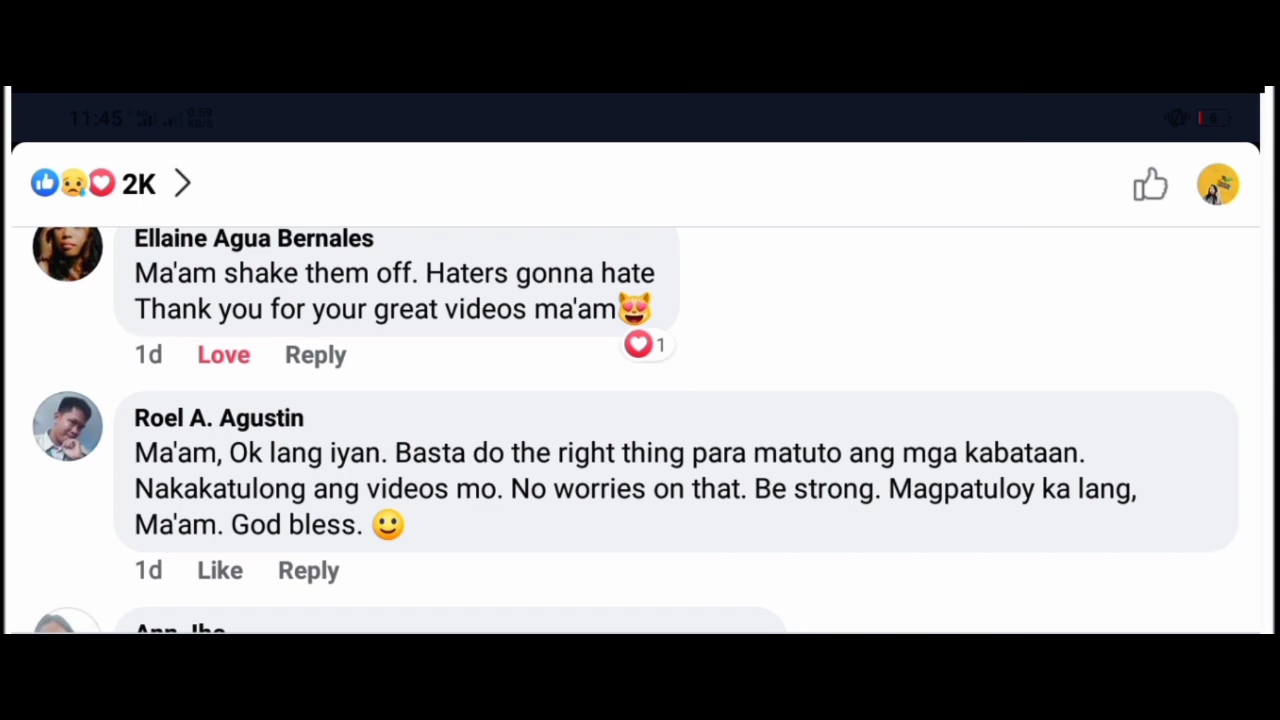 11:45
6
2K
Ellaine Agua Bernales
Ma'am shake them off. Haters gonna hate
Thank you for your great videos ma'am
1
1d Love Reply
Roel A. Agustin
Ma'am, Ok lang iyan. Basta do the right thing para matuto ang mga kabataan.
Nakakatulong ang videos mo. No worries on that. Be strong. Magpatuloy ka lang,
Ma'am. God bless.
1d Like Reply